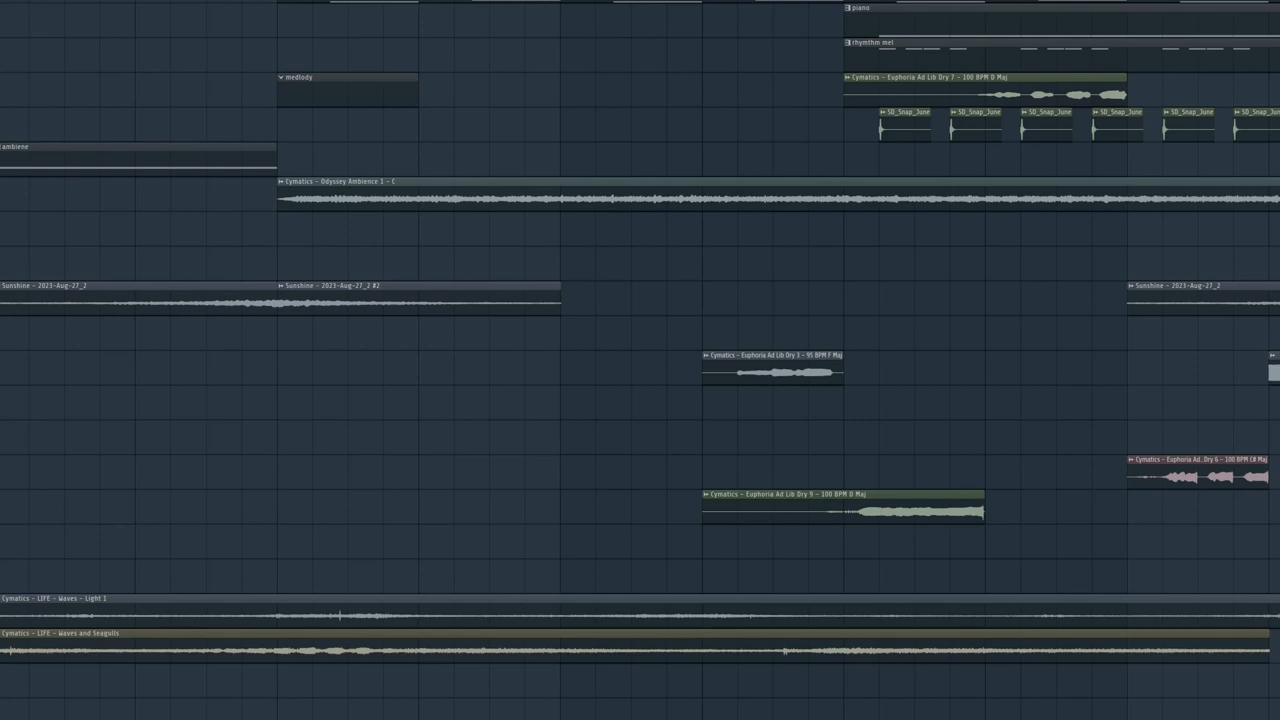 piano
rhymthm mel
medlody
Cymatics - Euphoria Ad Lib Dry 7 - 100 BPM D Maj
SD_Snap_June
SD_Snap_June
SD_Snap_June
SD_Snap_June
SD_Snap_June
SD_Snap_Jun
ambiene
Cymatics - Odyssey Ambience 1 - C
Sunshine - 2023-Aug-27_2
Sunshine - 2023-Aug-27_2 #2
Sunshine - 2023-Aug-27_2
Cymatics - Euphoria Ad Lib Dry 3 - 95 BPM F Maj
Cymatics - Euphoria Ad..Dry 6 - 100 BPM C# Maj
Cymatics - Euphoria Ad Lib Dry 9 - 100 BPM D Maj
Cymatics - LIFE - Waves - Light 1
Cymatics - LIFE - Waves and Seagulls